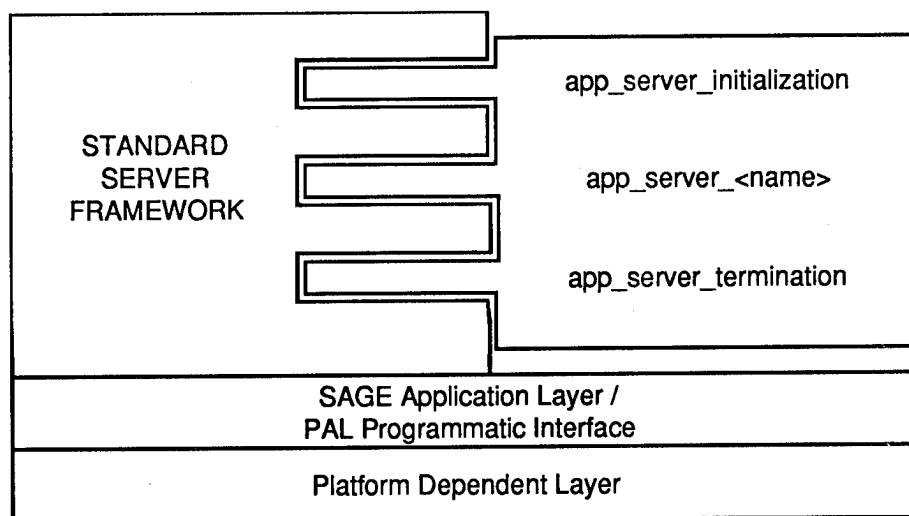 STANDARD
SERVER
FRAMEWORK
app_server_initialization
app_server_<name>
app_server_termination
SAGE Application Layer /
PAL Programmatic Interface
Platform Dependent Layer